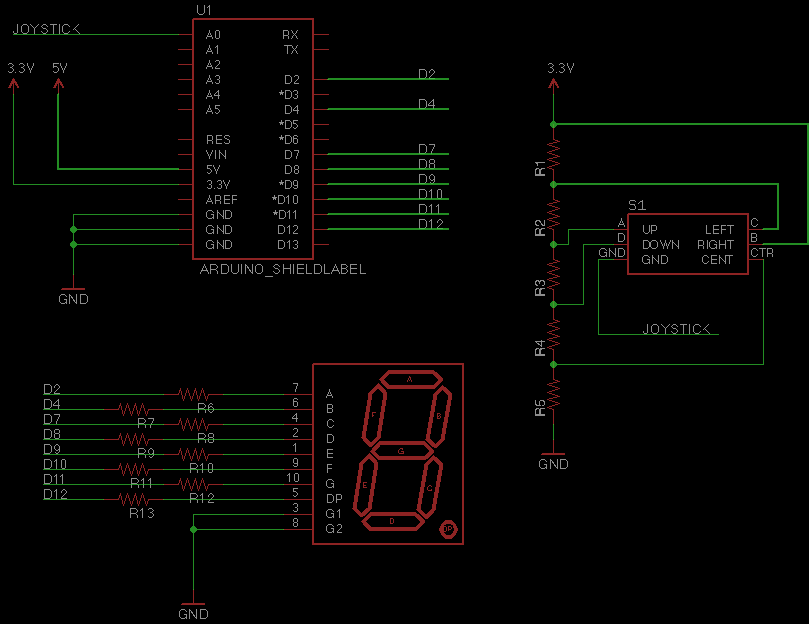 U1
JOYSTICK
A0 RX
A1 TX
3.3V 5V
A2
A3 D2 D2
A4 *D3
A5 D4 D4
*D5
RES *D6
VIN D7 D7
5V D8 D8
3.3V *D9 D9
AREF *D10 D10
GND *D11 D11
GND D12 D12
GND D13
ARDUINO_SHIELDLABEL
GND
3.3V
R1
R2
R3
R4
R5
GND
S1
A UP LEFT C
D DOWN RIGHT B
GND GND CENT CTR
JOYSTICK
D2 R6 7 A
D4 R7 6 B
D7 R8 4 C
D8 R9 2 D
D9 R10 1 E
D10 R11 9 F
D11 R12 10 G
D12 R13 5 DP
3 G1
8 G2
GND
A
F B
G
E C
D
DP